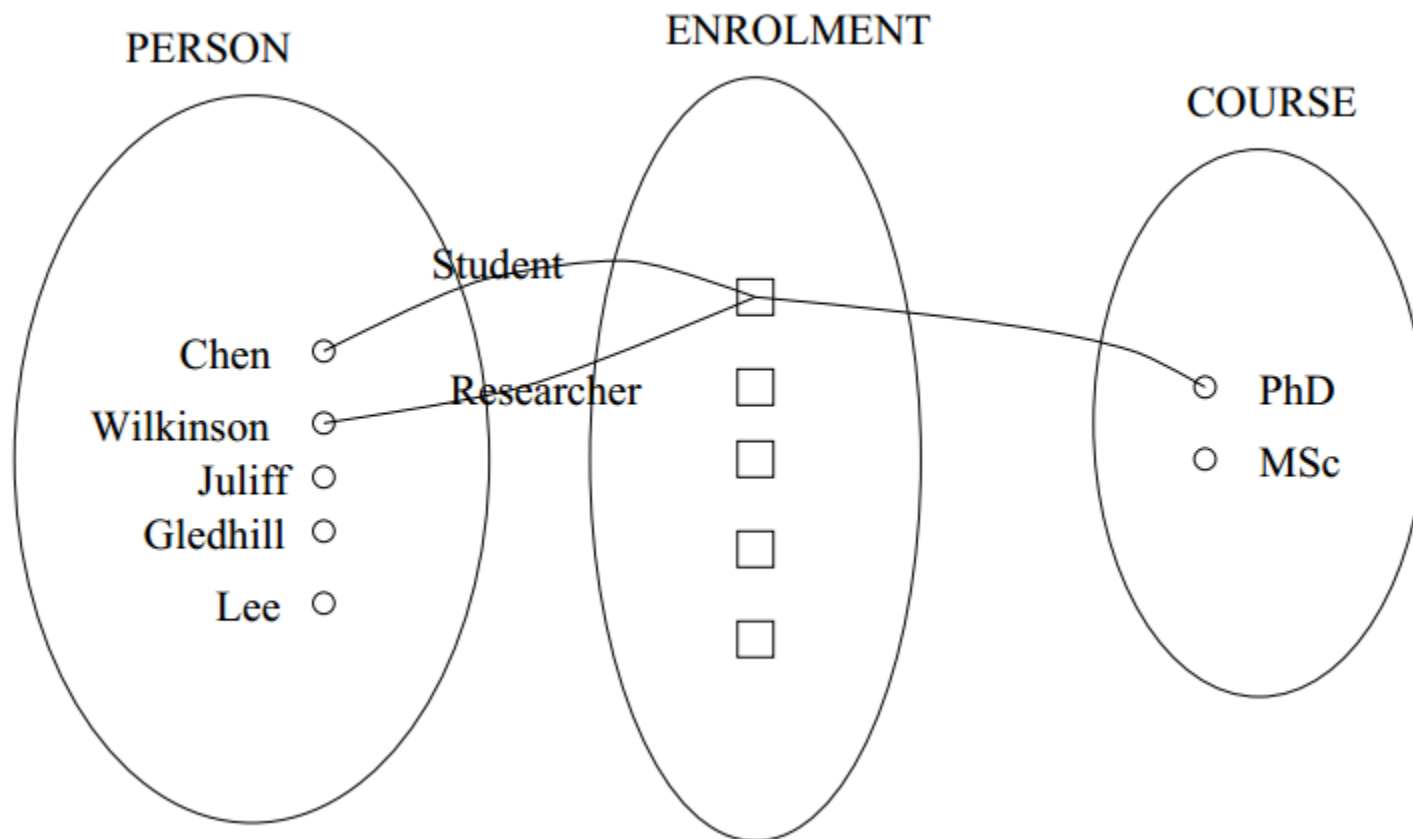 PERSON
ENROLMENT
COURSE
Student
Chen
Researcher
Wilkinson
Juliff
Gledhill
Lee
PhD
MSc